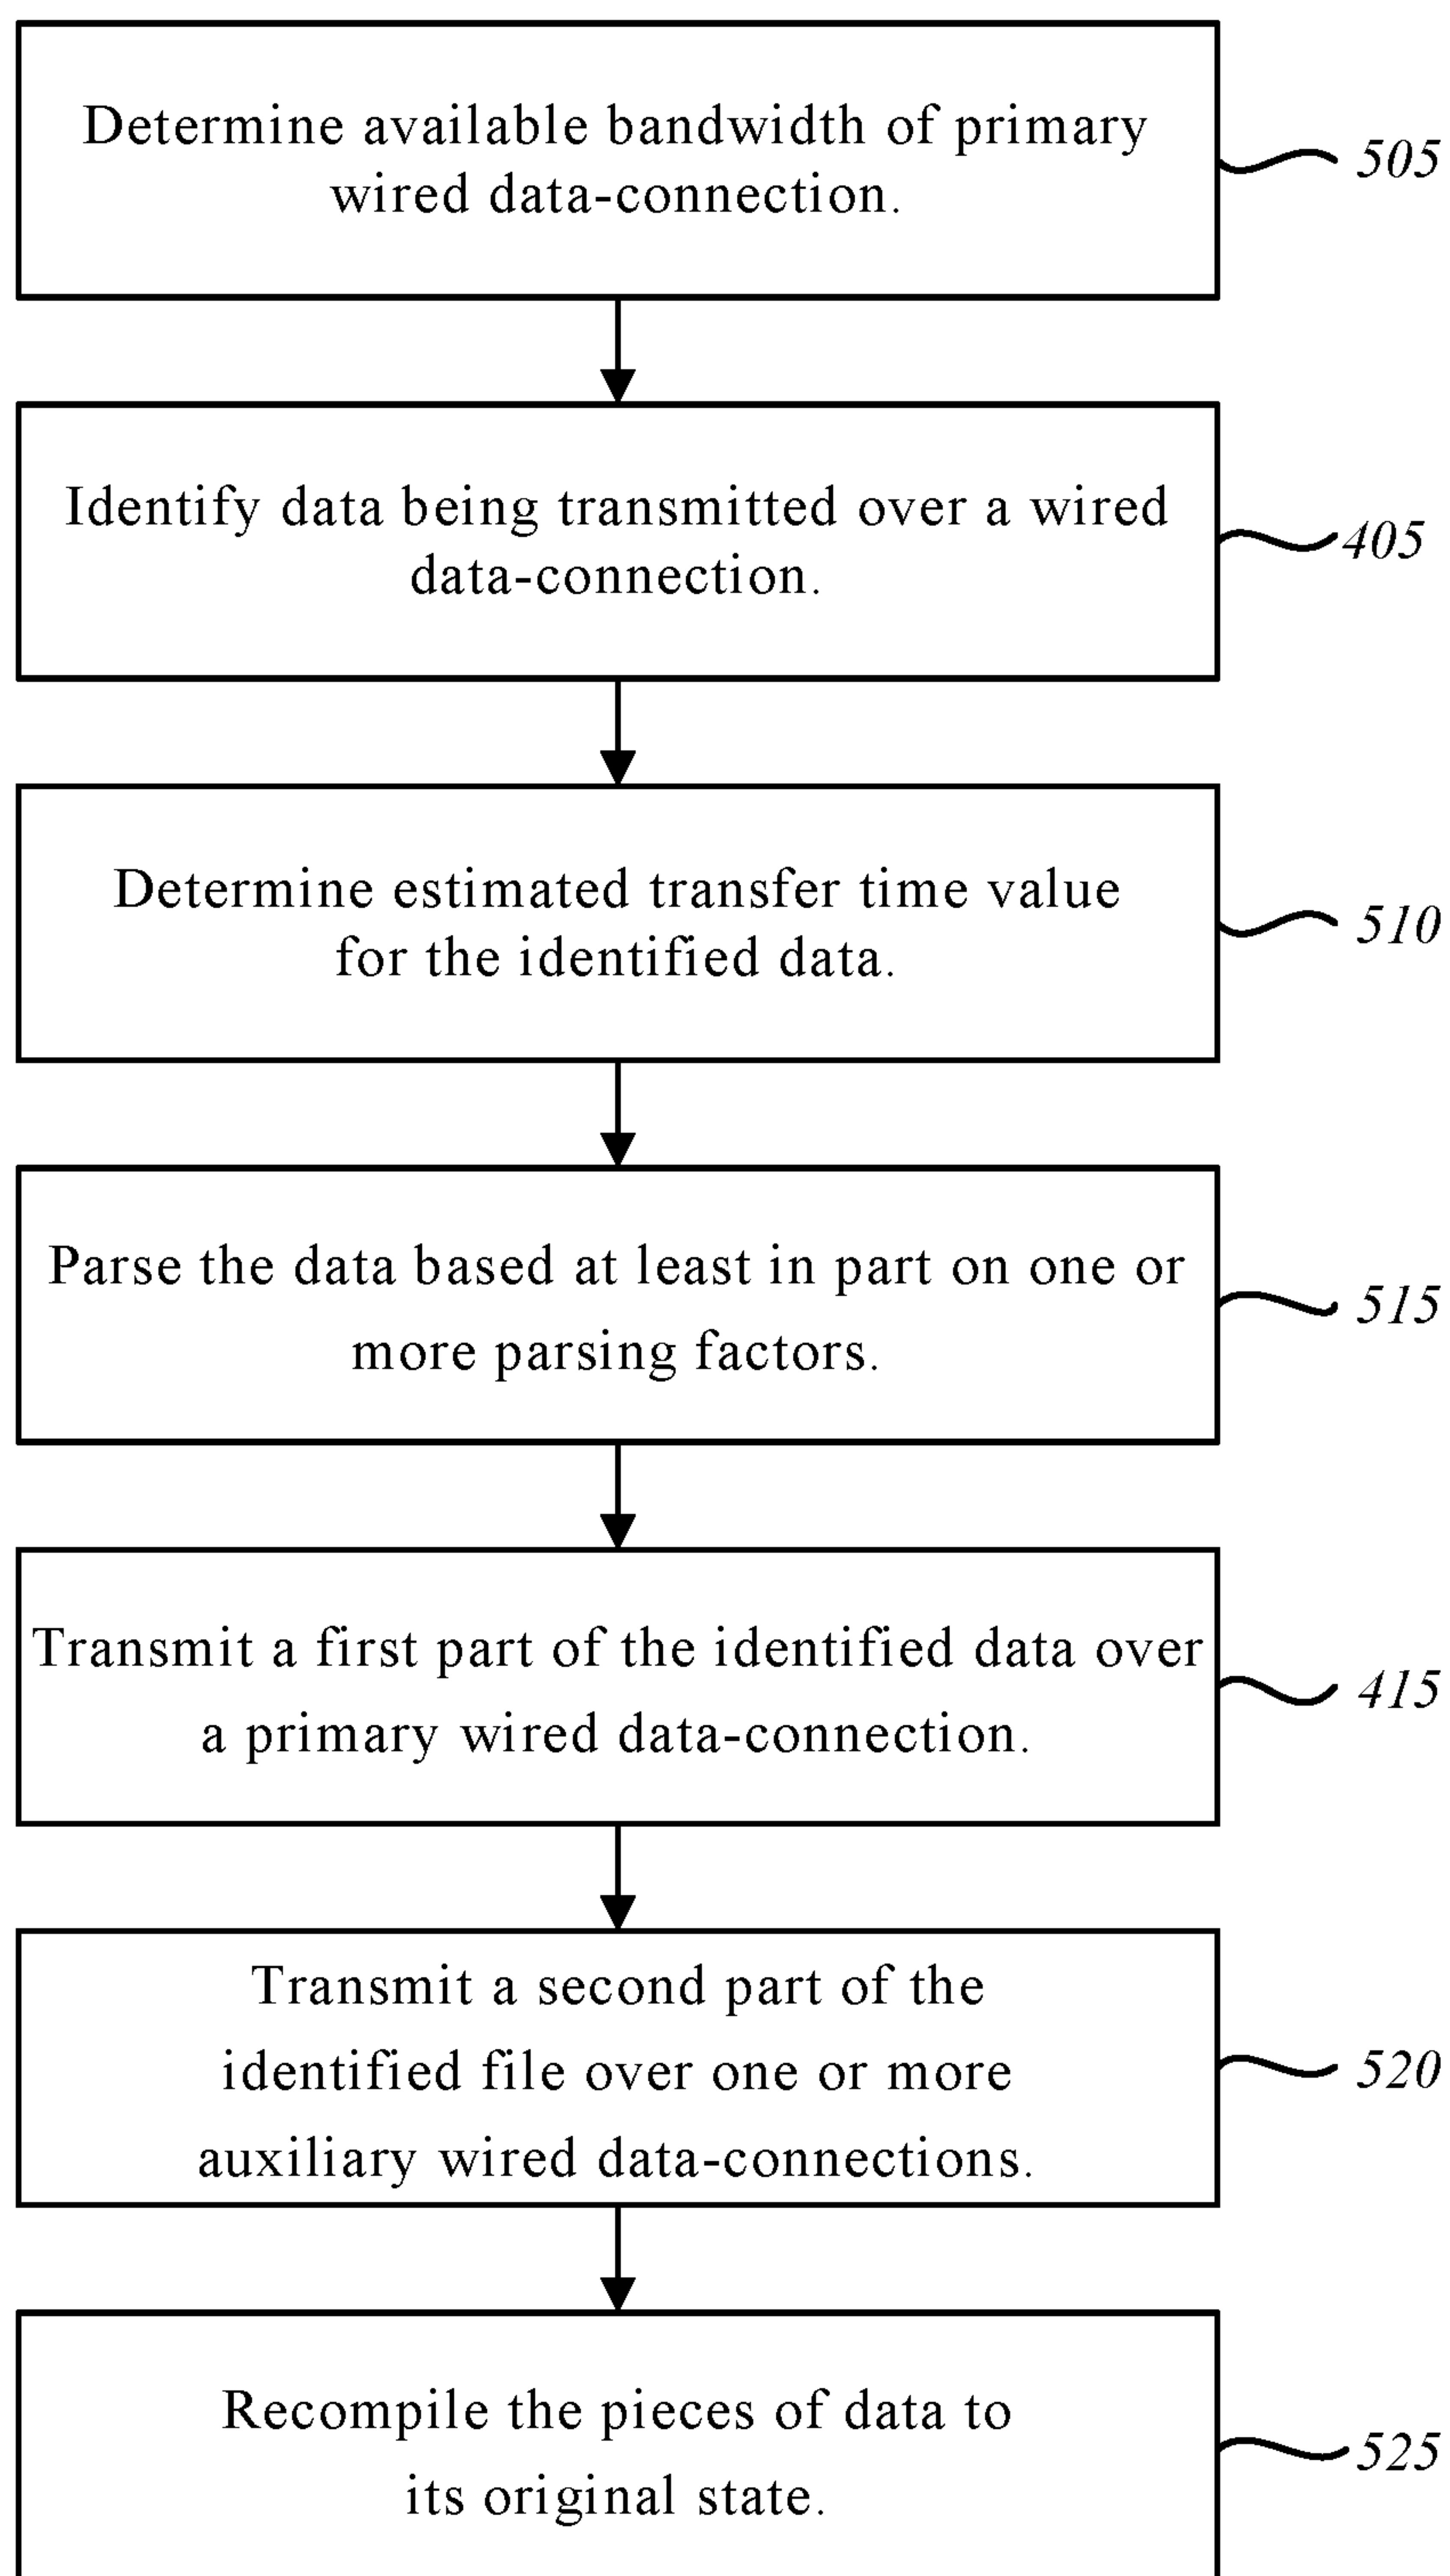 Determine available bandwidth of primary
wired data-connection.
505
Identify data being transmitted over a wired
data-connection.
405
Determine estimated transfer time value
for the identified data.
510
Parse the data based at least in part on one or
more parsing factors.
515
Transmit a first part of the identified data over
a primary wired data-connection.
415
Transmit a second part of the
identified file over one or more
auxiliary wired data-connections.
520
Recompile the pieces of data to
its original state.
525